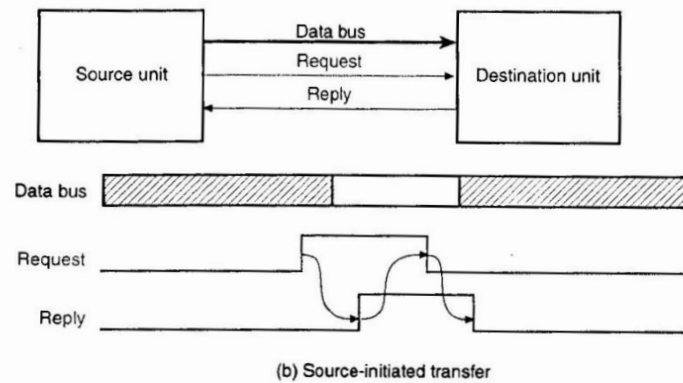 Data bus
Source unit
Request
Destination unit
Reply
Data bus
Request
Reply
(b) Source-initiated transfer